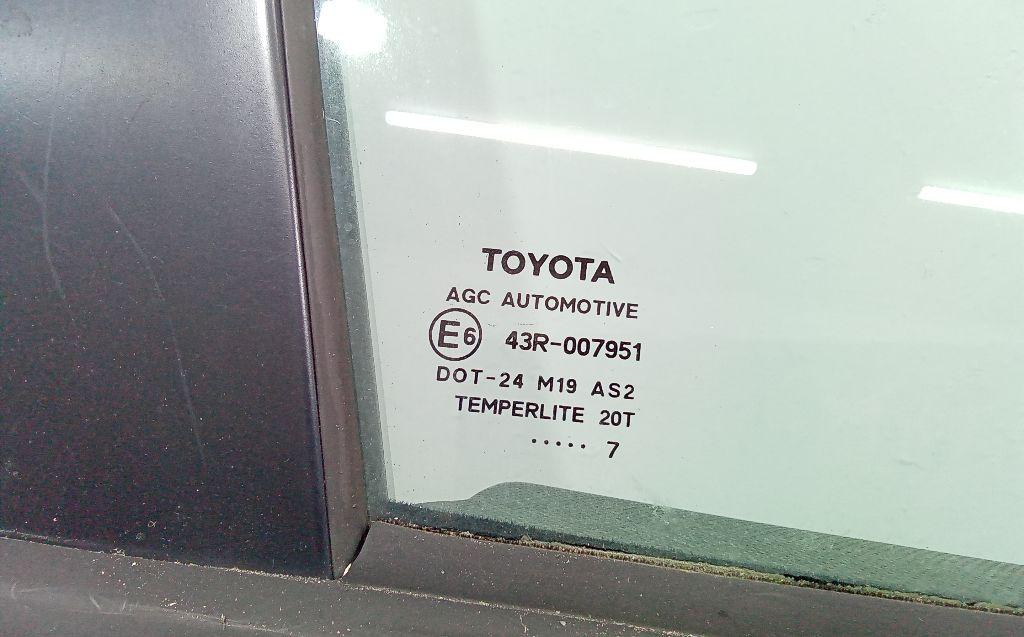 TOYOTA
AGC AUTOMOTIVE
E6 43R-007951
DOT-24 M19 AS2
TEMPERLITE 20T
..... 7